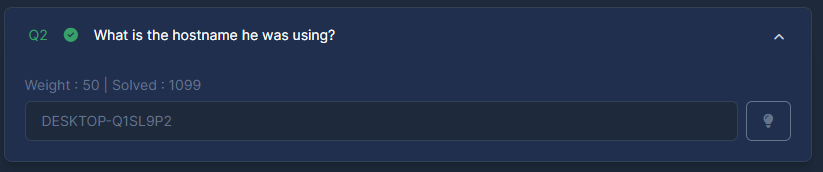 Q2 What is the hostname he was using?
Weight : 50 | Solved : 1099
DESKTOP-Q1SL9P2